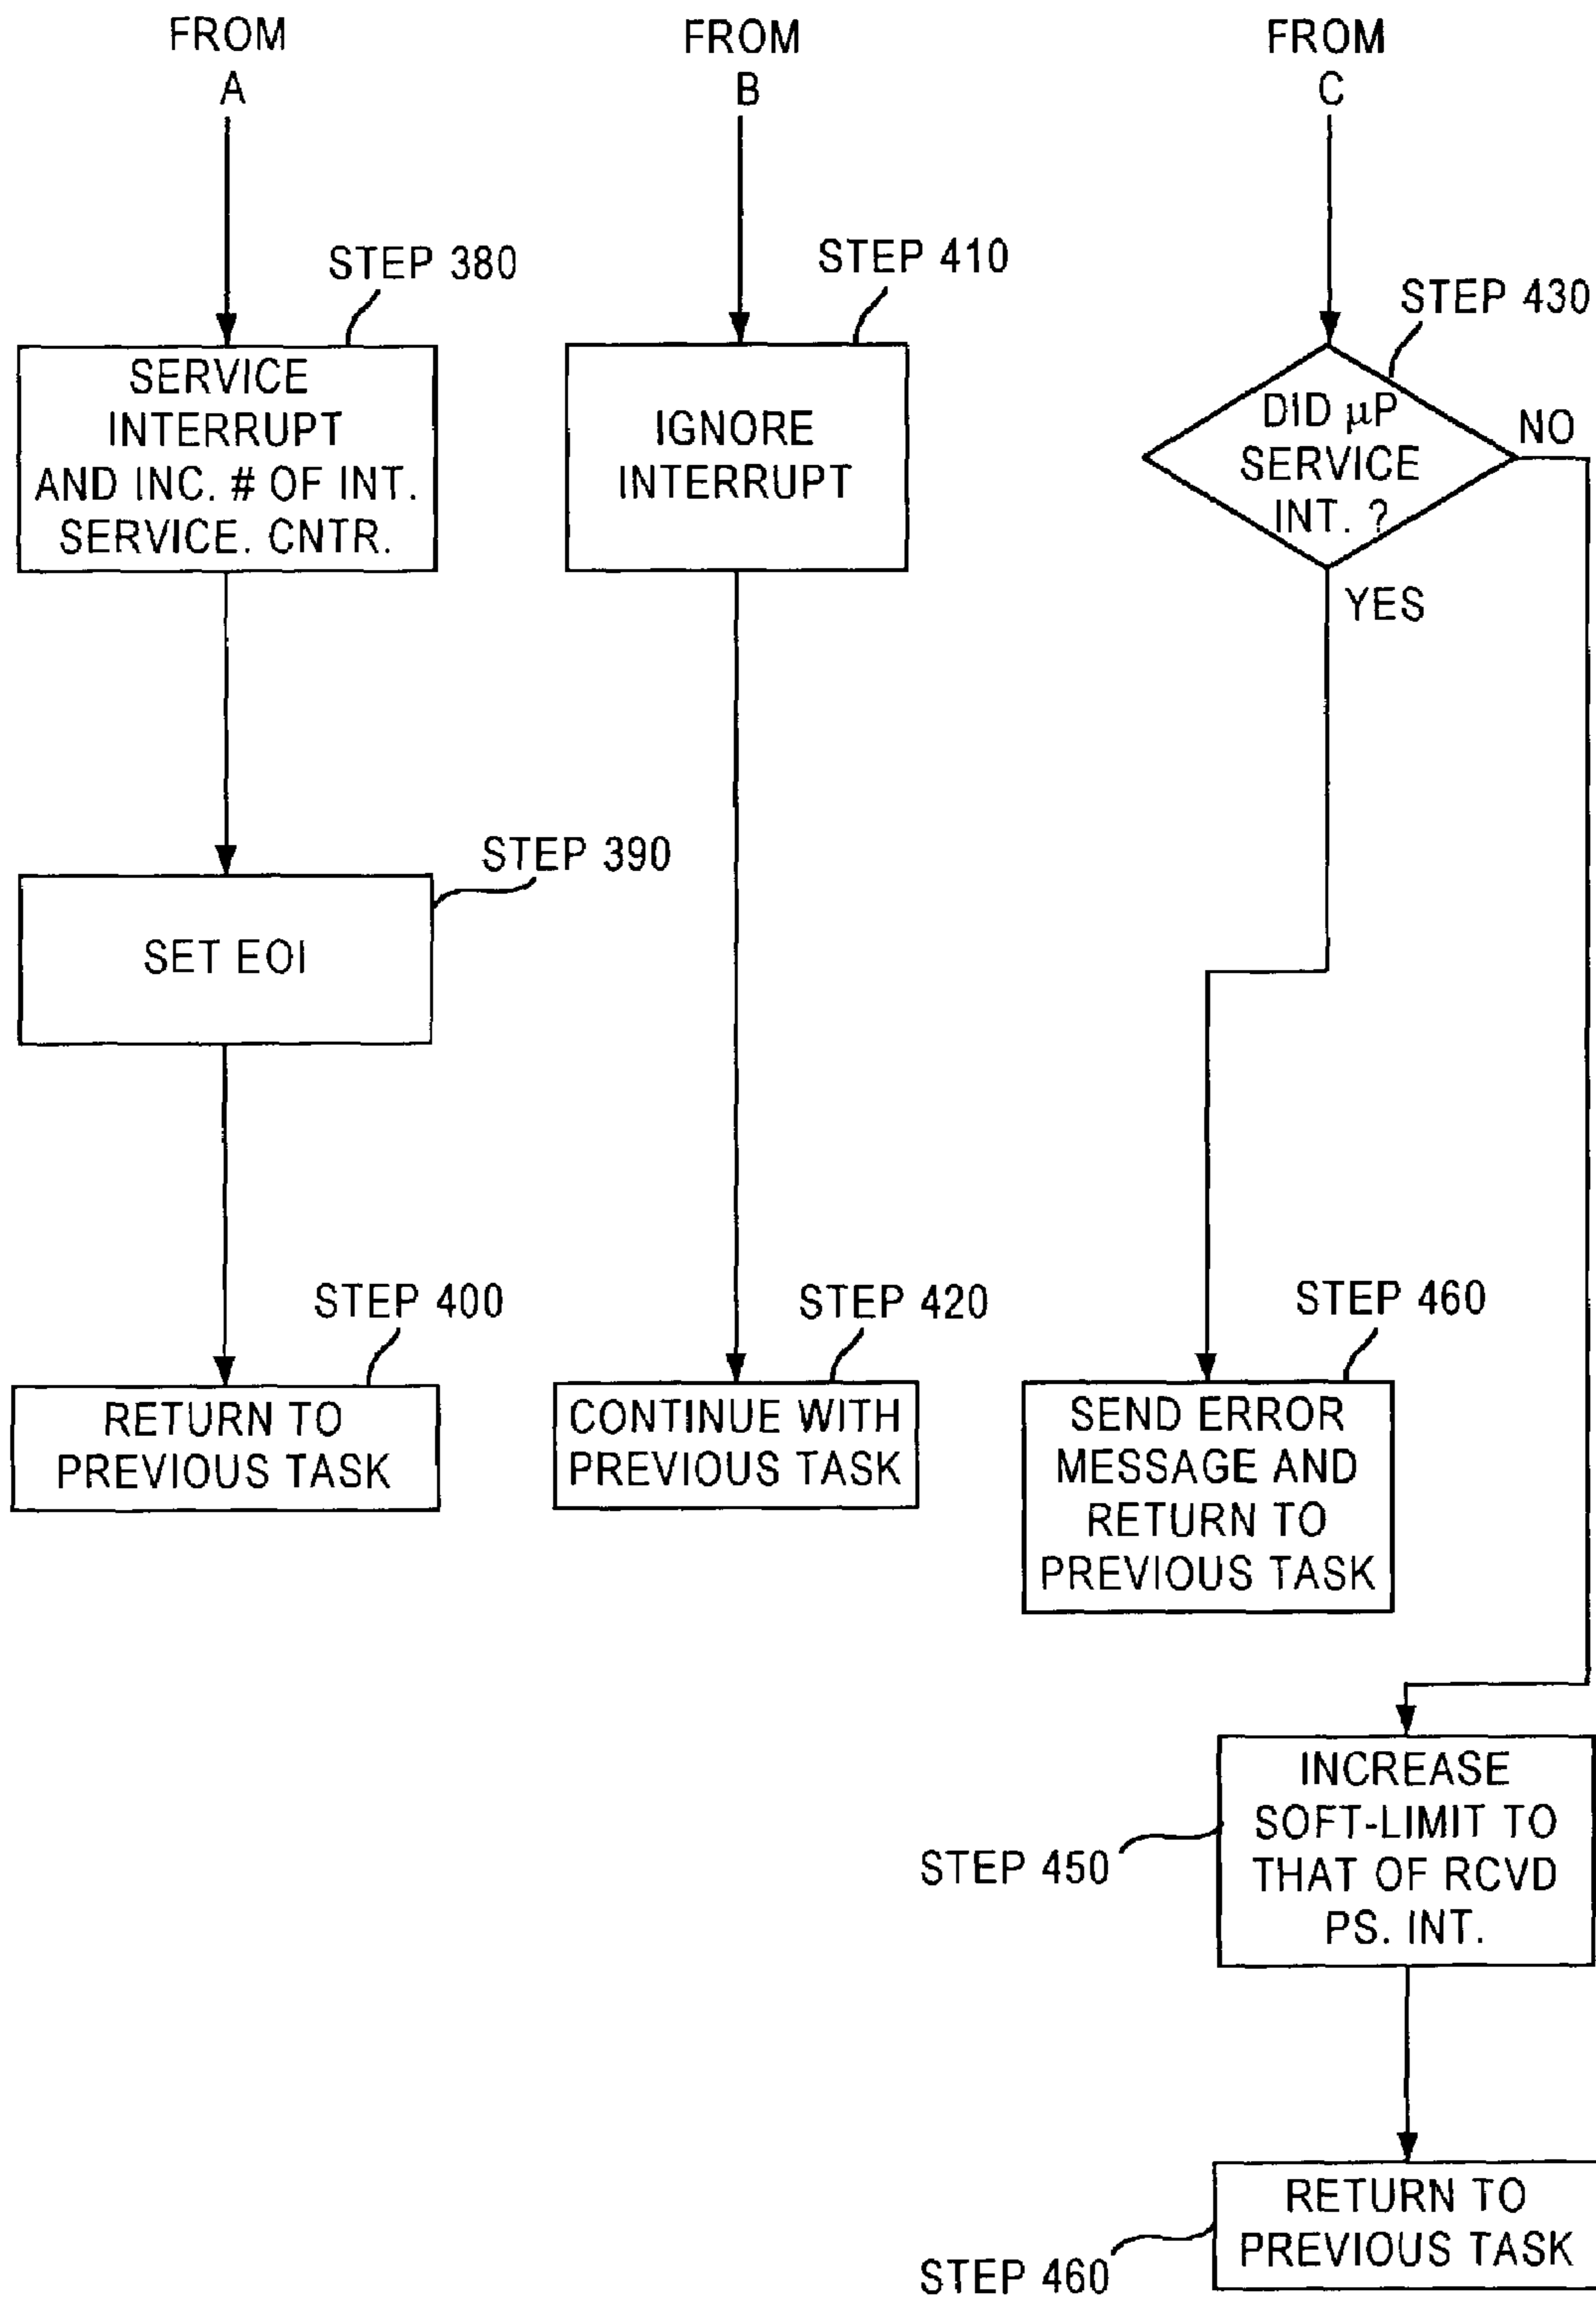 FROM
A
STEP 380
SERVICE
INTERRUPT
AND INC. # OF INT.
SERVICE. CNTR.
STEP 390
SET EOI
STEP 400
RETURN TO
PREVIOUS TASK
FROM
B
STEP 410
IGNORE
INTERRUPT
STEP 420
CONTINUE WITH
PREVIOUS TASK
FROM
C
STEP 430
DID μP
SERVICE
INT. ?
NO
YES
STEP 460
SEND ERROR
MESSAGE AND
RETURN TO
PREVIOUS TASK
STEP 450
INCREASE
SOFT-LIMIT TO
THAT OF RCVD
PS. INT.
STEP 460
RETURN TO
PREVIOUS TASK